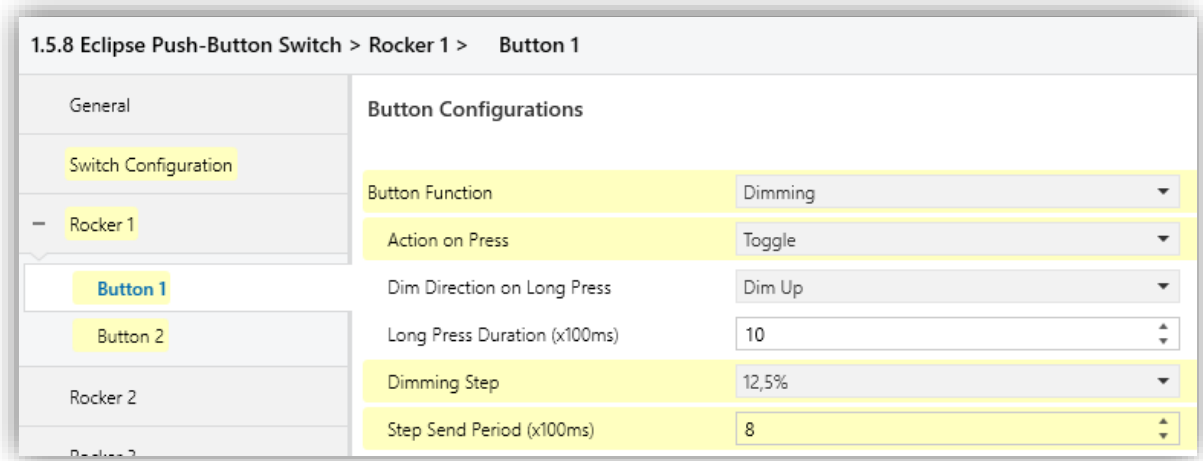 1.5.8 Eclipse Push-Button Switch > Rocker 1 > Button 1
General
Switch Configuration
Rocker 1
Button 1
Button 2
Rocker 2
Button Configurations
Button Function Dimming
Action on Press Toggle
Dim Direction on Long Press Dim Up
Long Press Duration (x100ms) 10
Dimming Step 12,5%
Step Send Period (x100ms) 8